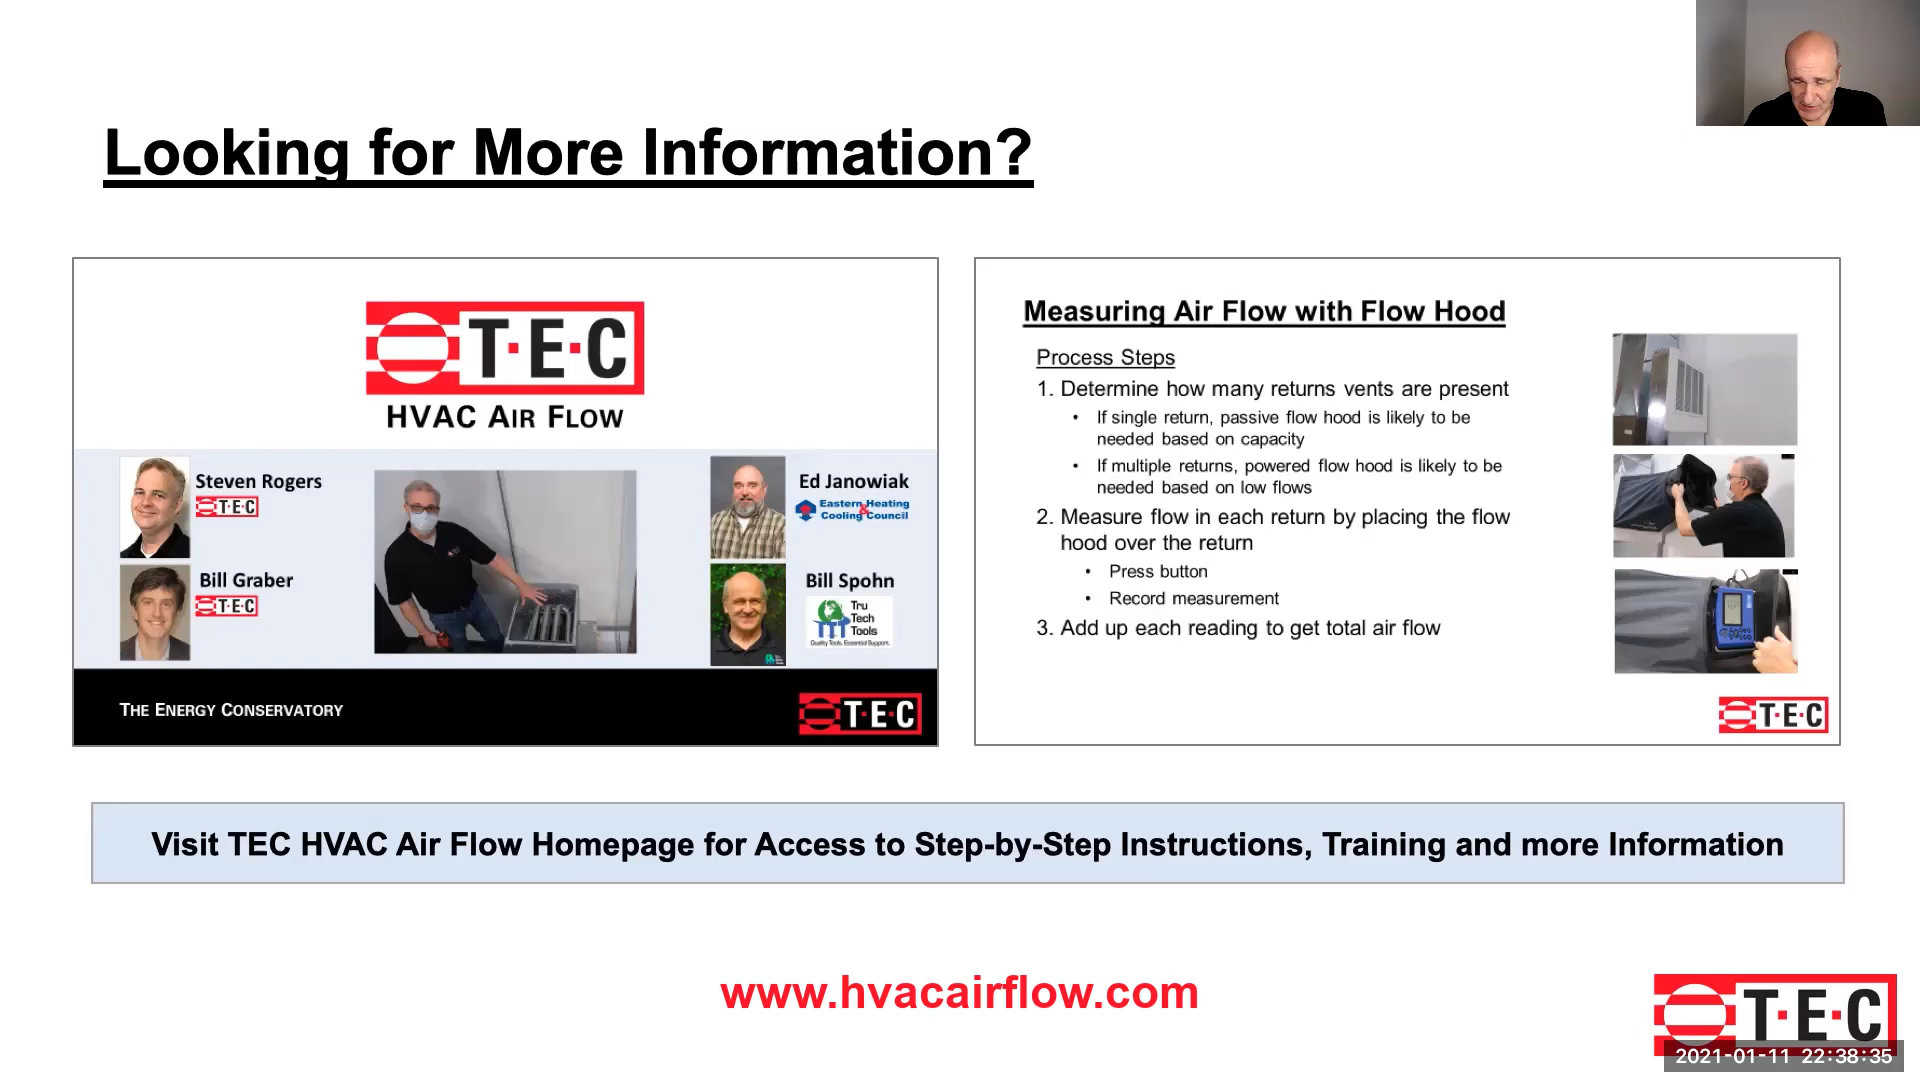 Looking for More Information?
T·E·C
HVAC AIR FLOW
Steven Rogers
T·E·C
Bill Graber
T·E·C
Ed Janowiak
Eastern Heating
&
Cooling Council
Bill Spohn
Tru
Tech
Tools
Quality Tools. Essential Support.
THE ENERGY CONSERVATORY
T·E·C
Measuring Air Flow with Flow Hood
Process Steps
1. Determine how many returns vents are present
• If single return, passive flow hood is likely to be
needed based on capacity
• If multiple returns, powered flow hood is likely to be
needed based on low flows
2. Measure flow in each return by placing the flow
hood over the return
• Press button
• Record measurement
3. Add up each reading to get total air flow
T·E·C
Visit TEC HVAC Air Flow Homepage for Access to Step-by-Step Instructions, Training and more Information
www.hvacairflow.com
T·E·C
2021-01-11 22:38:35